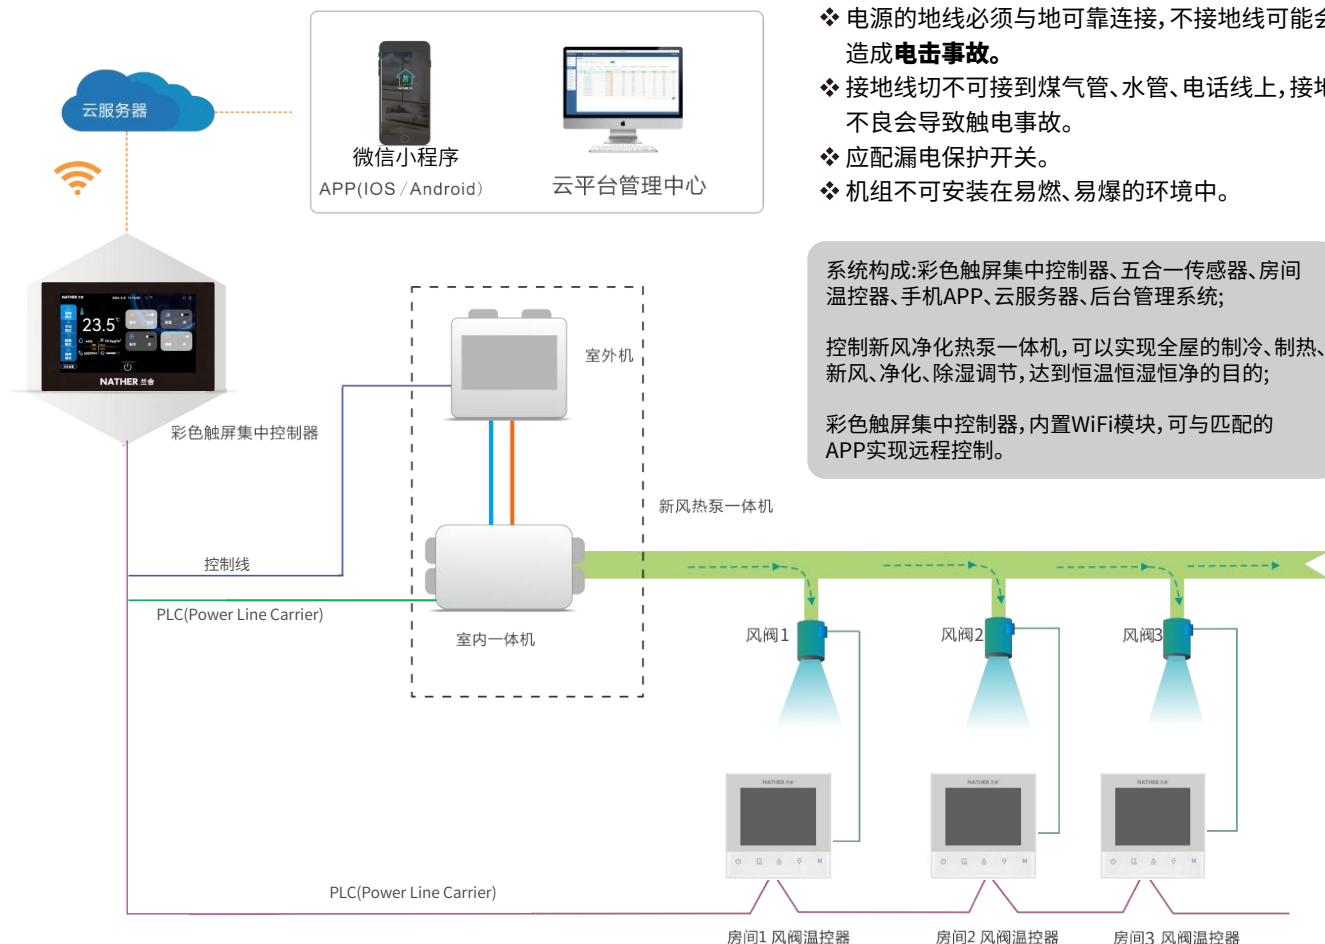 ❖ 电源的地线必须与地可靠连接,不接地线可能会
造成电击事故。
❖ 接地线切不可接到煤气管、水管、电话线上,接地
不良会导致触电事故。
❖ 应配漏电保护开关。
❖ 机组不可安装在易燃、易爆的环境中。
云服务器
微信小程序
APP(IOS/Android)
云平台管理中心
系统构成:彩色触屏集中控制器、五合一传感器、房间
温控器、手机APP、云服务器、后台管理系统;
控制新风净化热泵一体机,可以实现全屋的制冷、制热、
新风、净化、除湿调节,达到恒温恒湿恒净的目的;
彩色触屏集中控制器,内置WiFi模块,可与匹配的
APP实现远程控制。
23.5℃
NATHER 兰舍
彩色触屏集中控制器
室外机
新风热泵一体机
控制线
PLC(Power Line Carrier)
室内一体机
风阀1
风阀2
风阀3
NATHER 兰舍
NATHER 兰舍
NATHER 兰舍
M
M
M
PLC(Power Line Carrier)
房间1 风阀温控器
房间2 风阀温控器
房间3 风阀温控器